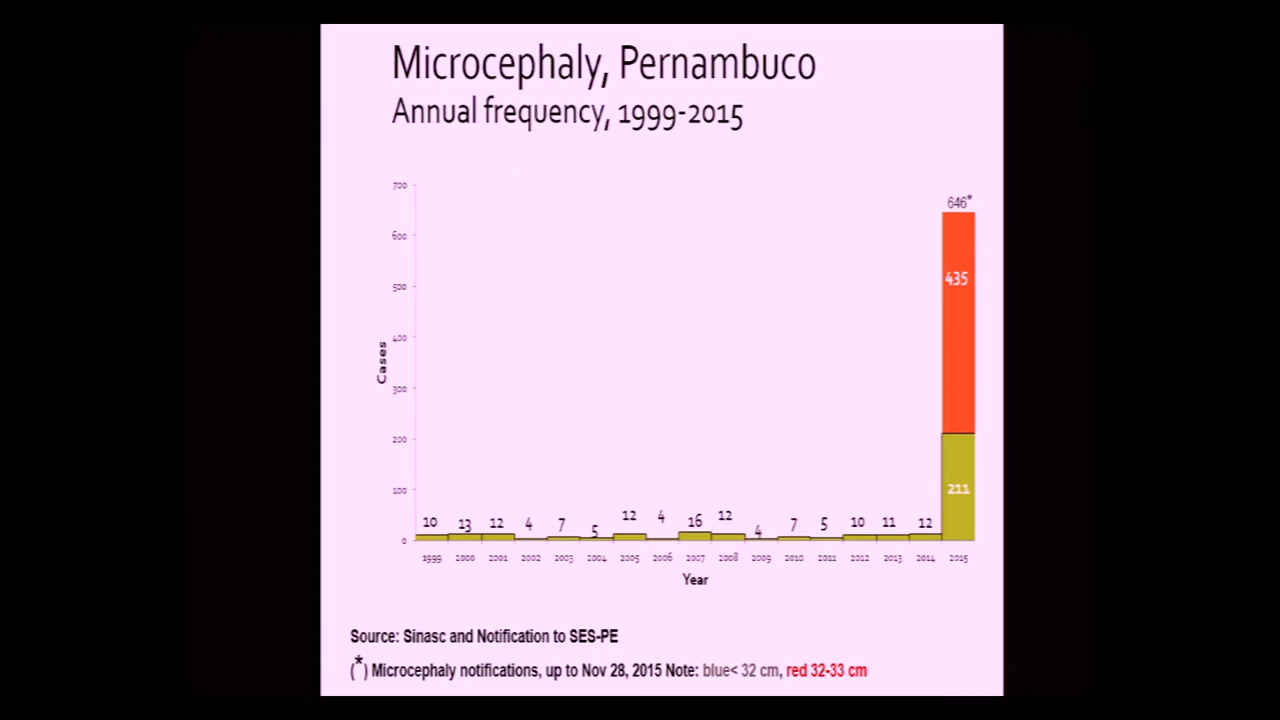 Microcephaly, Pernambuco
Annual frequency, 1999-2015
700
600
500
400
300
200
100
0
Cases
646*
435
211
10 13 12 4 7 5 12 4 16 12 4 7 5 10 11 12
1999 2000 2001 2002 2003 2004 2005 2006 2007 2008 2009 2010 2011 2012 2013 2014 2015
Year
Source: Sinasc and Notification to SES-PE
(*) Microcephaly notifications, up to Nov 28, 2015 Note: blue< 32 cm, red 32-33 cm